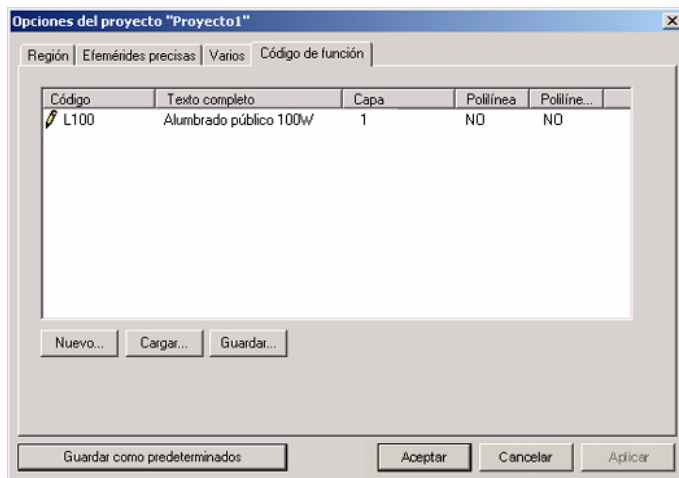 Opciones del proyecto "Proyecto1"
Región Efemérides precisas Varios Código de función
Código Texto completo Capa Polilínea Políline...
L100 Alumbrado público 100W 1 NO NO
Nuevo... Cargar... Guardar...
Guardar como predeterminados Aceptar Cancelar Aplicar